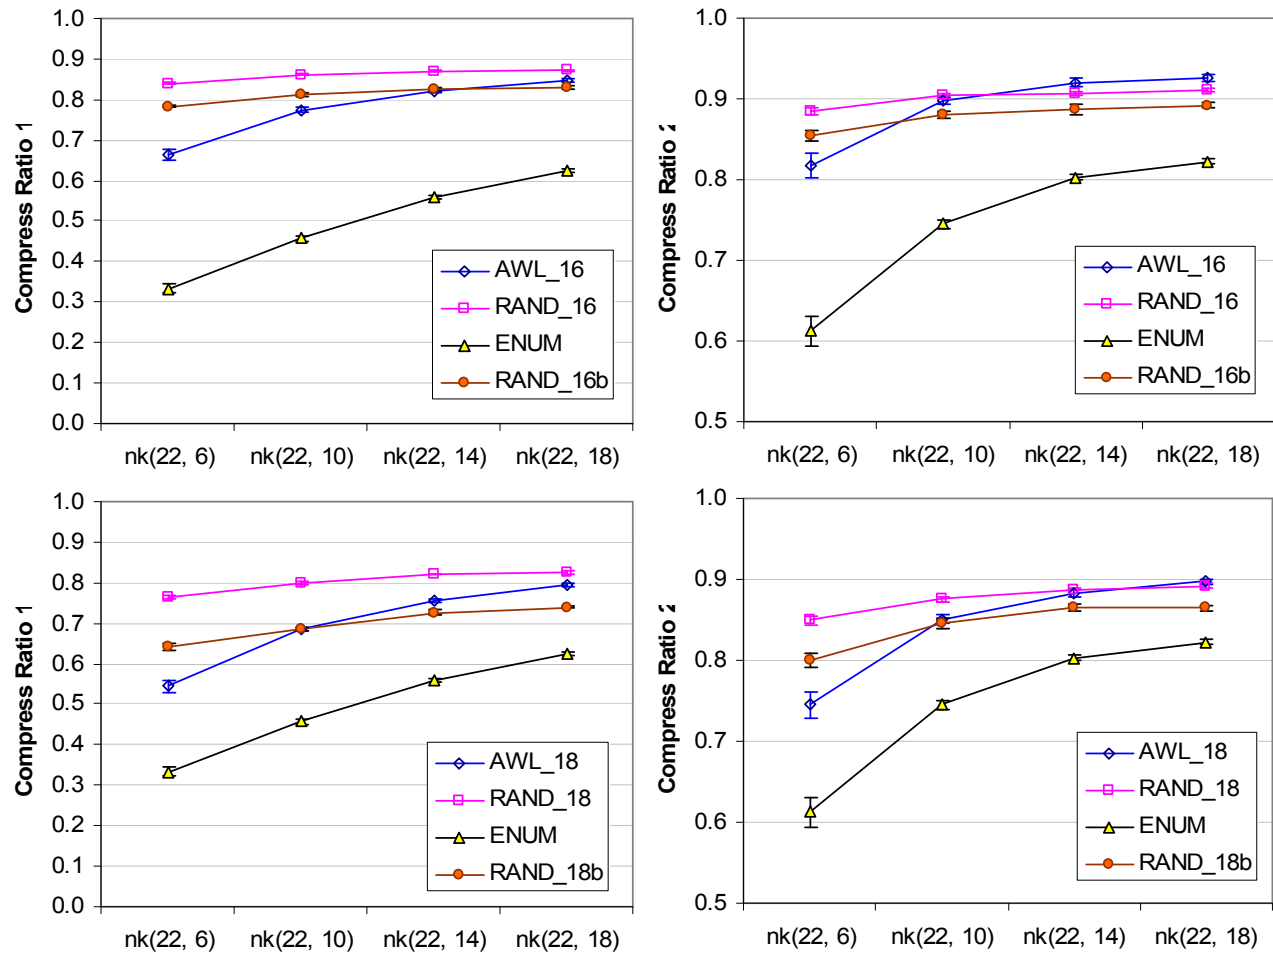 1.0
0.9
0.8
0.7
0.6
0.5
0.4
0.3
0.2
0.1
0.0
Compress Ratio 1
AWL_16
RAND_16
ENUM
RAND_16b
nk(22, 6) nk(22, 10) nk(22, 14) nk(22, 18)
1.0
0.9
0.8
0.7
0.6
0.5
Compress Ratio 2
AWL_16
RAND_16
ENUM
RAND_16b
nk(22, 6) nk(22, 10) nk(22, 14) nk(22, 18)
1.0
0.9
0.8
0.7
0.6
0.5
0.4
0.3
0.2
0.1
0.0
Compress Ratio 1
AWL_18
RAND_18
ENUM
RAND_18b
nk(22, 6) nk(22, 10) nk(22, 14) nk(22, 18)
1.0
0.9
0.8
0.7
0.6
0.5
Compress Ratio 2
AWL_18
RAND_18
ENUM
RAND_18b
nk(22, 6) nk(22, 10) nk(22, 14) nk(22, 18)